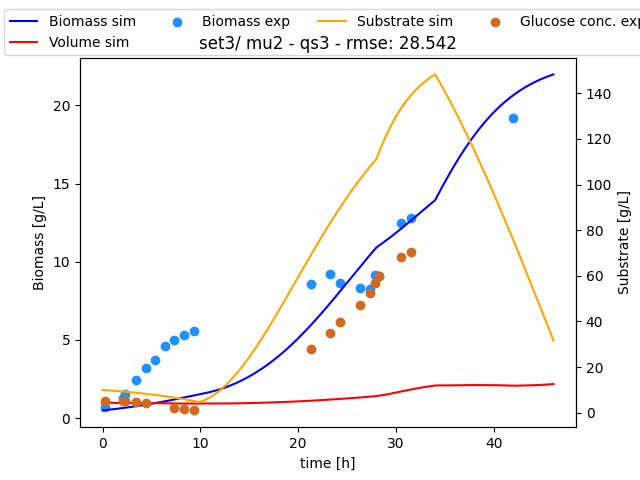 Biomass sim Biomass exp Substrate sim Glucose conc. exp
Volume sim
set3/ mu2 - qs3 - rmse: 28.542
20
15
10
5
0
Biomass [g/L]
140
120
100
80
60
40
20
0
Substrate [g/L]
0 10 20 30 40
time [h]